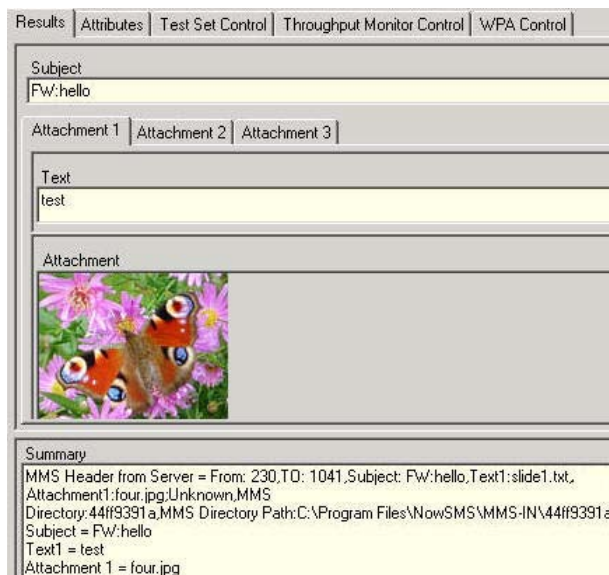 Results Attributes Test Set Control Throughput Monitor Control WPA Control
Subject
FW:hello
Attachment 1 Attachment 2 Attachment 3
Text
test
Attachment
Summary
MMS Header from Server = From: 230,TO: 1041,Subject: FW:hello,Text1:slide1.txt,
Attachment1:four.jpg;Unknown,MMS
Directory:44ff9391a,MMS Directory Path:C:\Program Files\NowSMS\MMS-IN\44ff9391a
Subject = FW:hello
Text1 = test
Attachment 1 = four.jpg